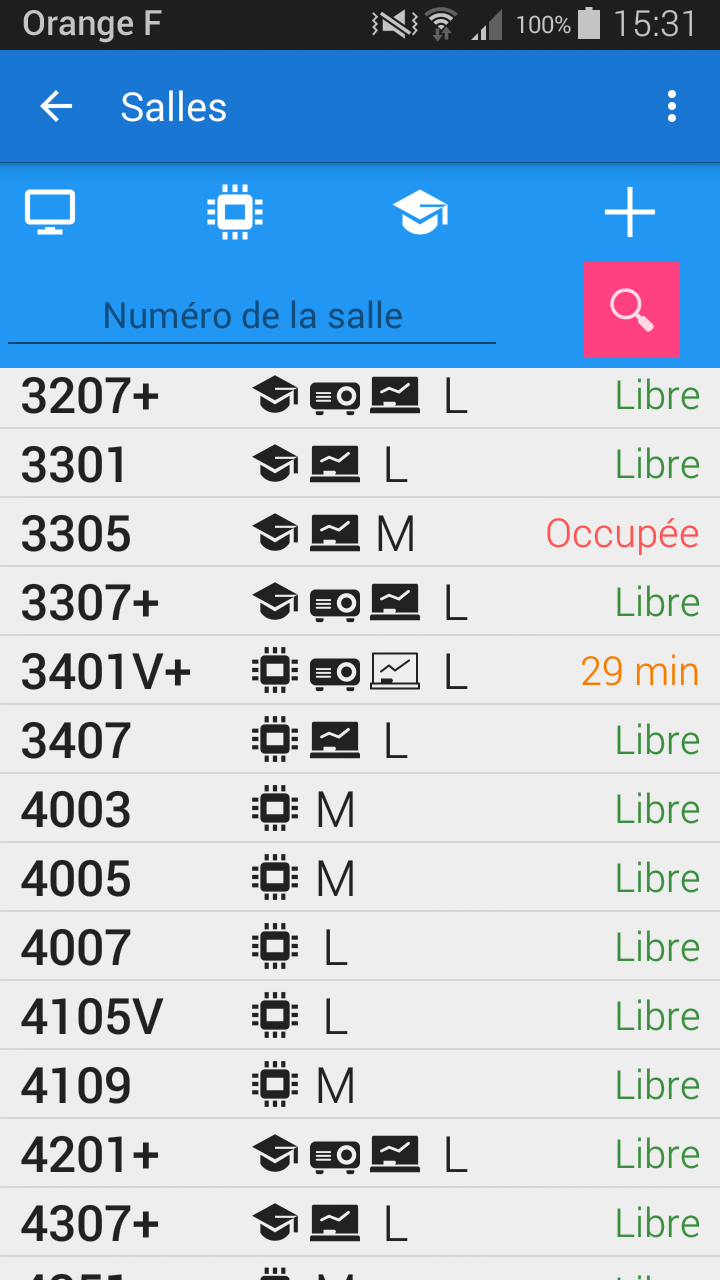 Orange F 100% 15:31
Salles
Numéro de la salle
3207+ L Libre
3301 L Libre
3305 M Occupée
3307+ L Libre
3401V+ L 29 min
3407 L Libre
4003 M Libre
4005 M Libre
4007 L Libre
4105V L Libre
4109 M Libre
4201+ L Libre
4307+ L Libre